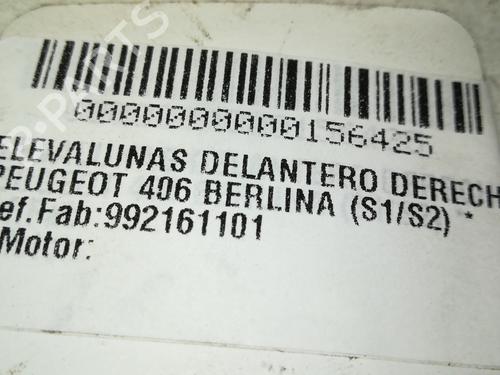 0000000000156425
ELEVALUNAS DELANTERO DERECH
PEUGEOT 406 BERLINA (S1/S2) *
ef.Fab:992161101
Motor: